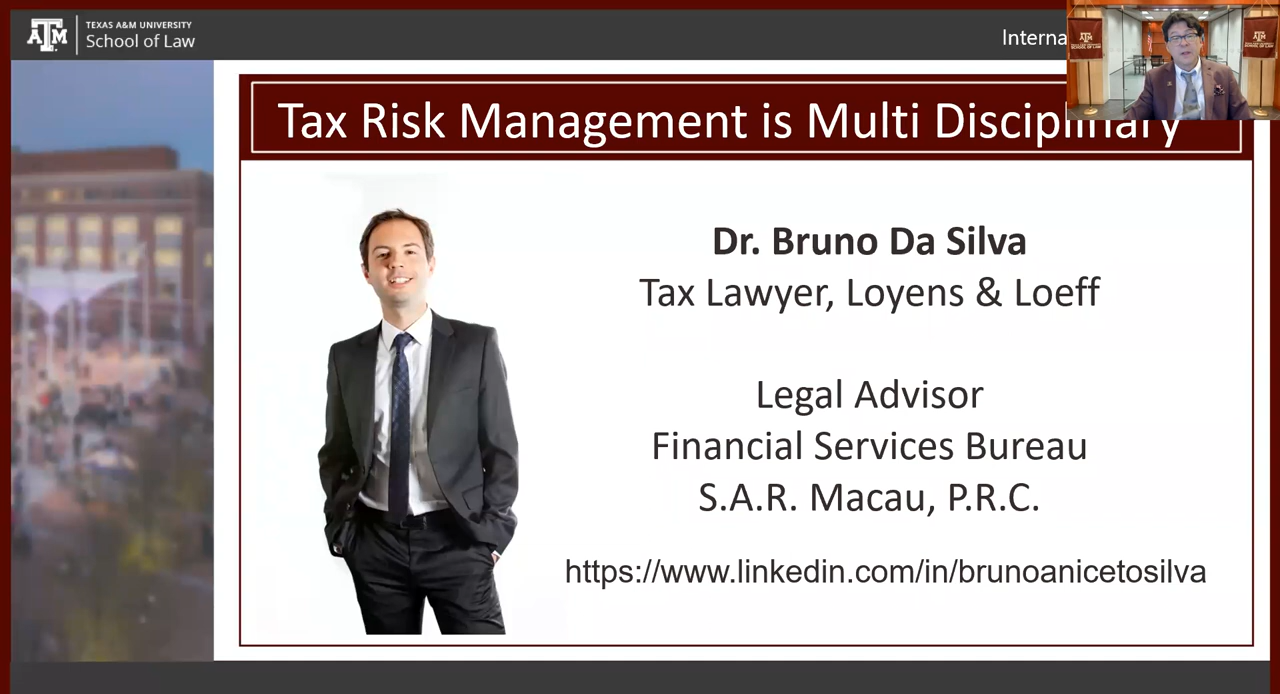 TEXAS A&M UNIVERSITY
School of Law
Tax Risk Management is Multi Disciplinary
Dr. Bruno Da Silva
Tax Lawyer, Loyens & Loeff
Legal Advisor
Financial Services Bureau
S.A.R. Macau, P.R.C.
https://www.linkedin.com/in/brunoanicetosilva